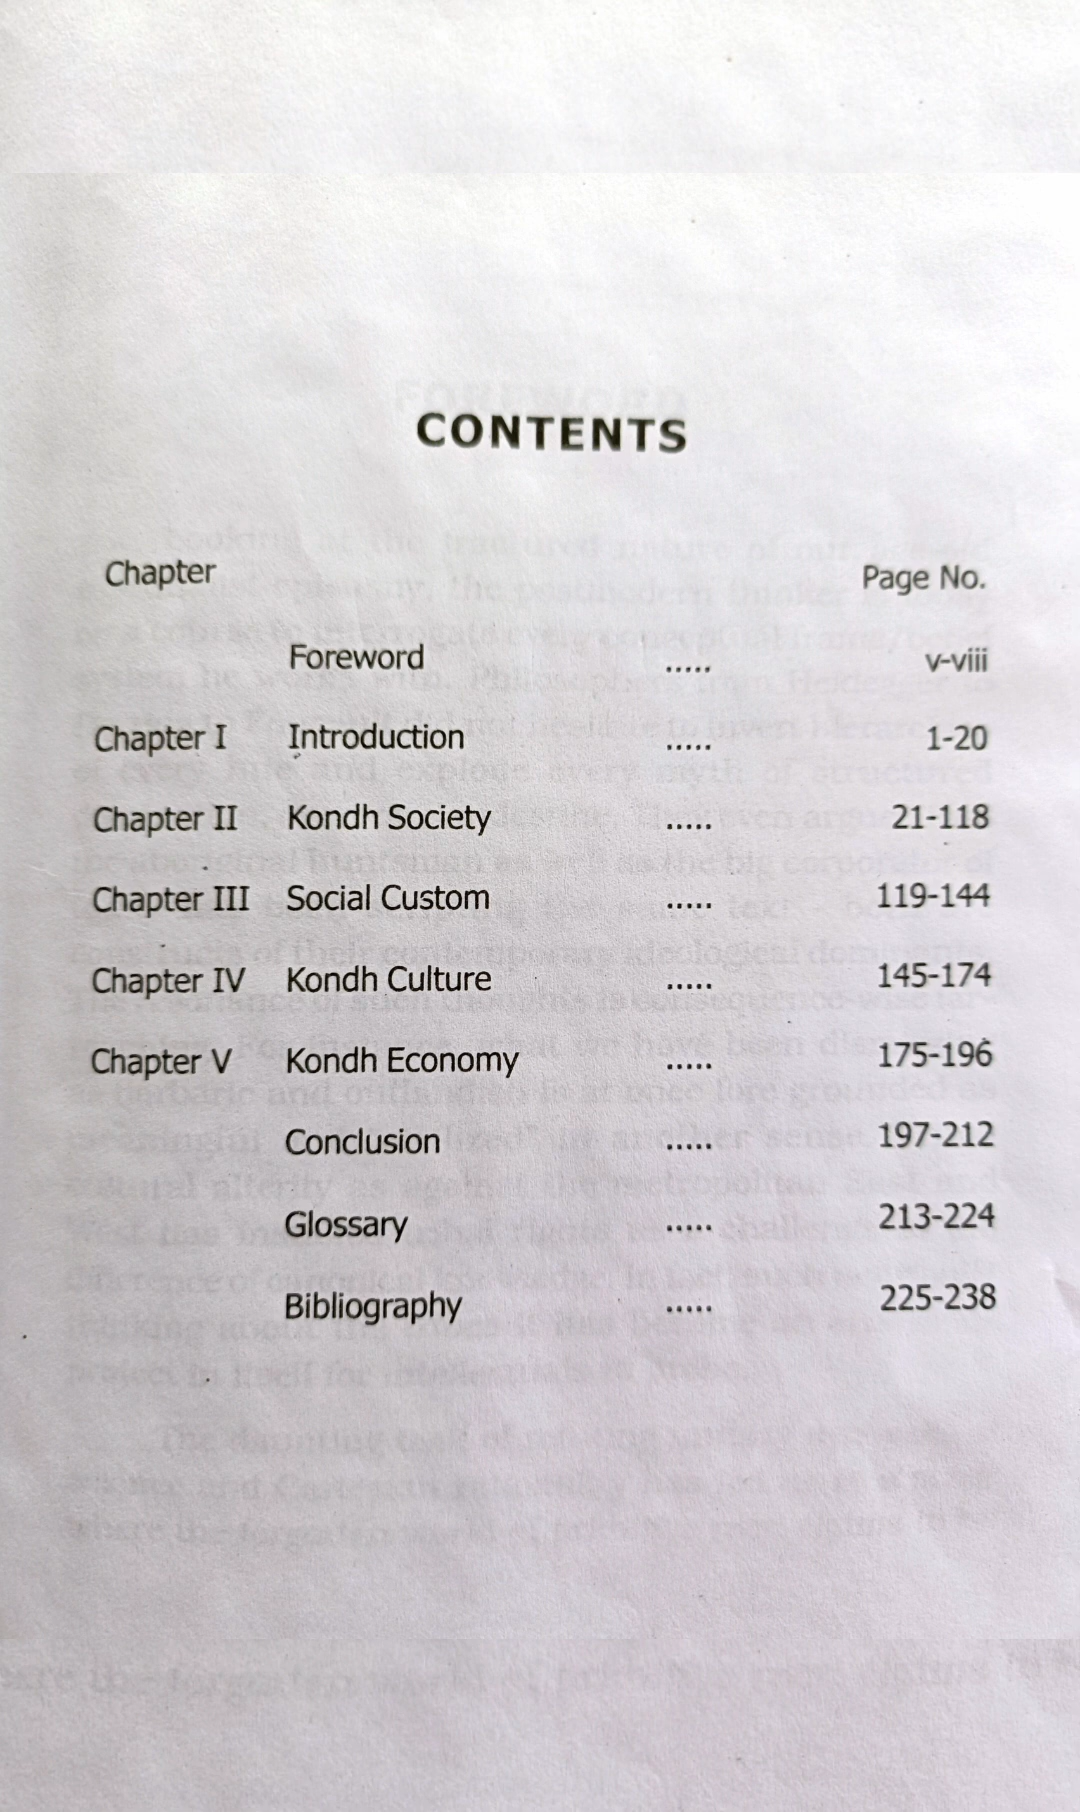 CONTENTS
Chapter Page No.
Foreword ..... v-viii
Chapter I Introduction ..... 1-20
Chapter II Kondh Society ..... 21-118
Chapter III Social Custom ..... 119-144
Chapter IV Kondh Culture ..... 145-174
Chapter V Kondh Economy ..... 175-196
Conclusion ..... 197-212
Glossary ..... 213-224
Bibliography ..... 225-238